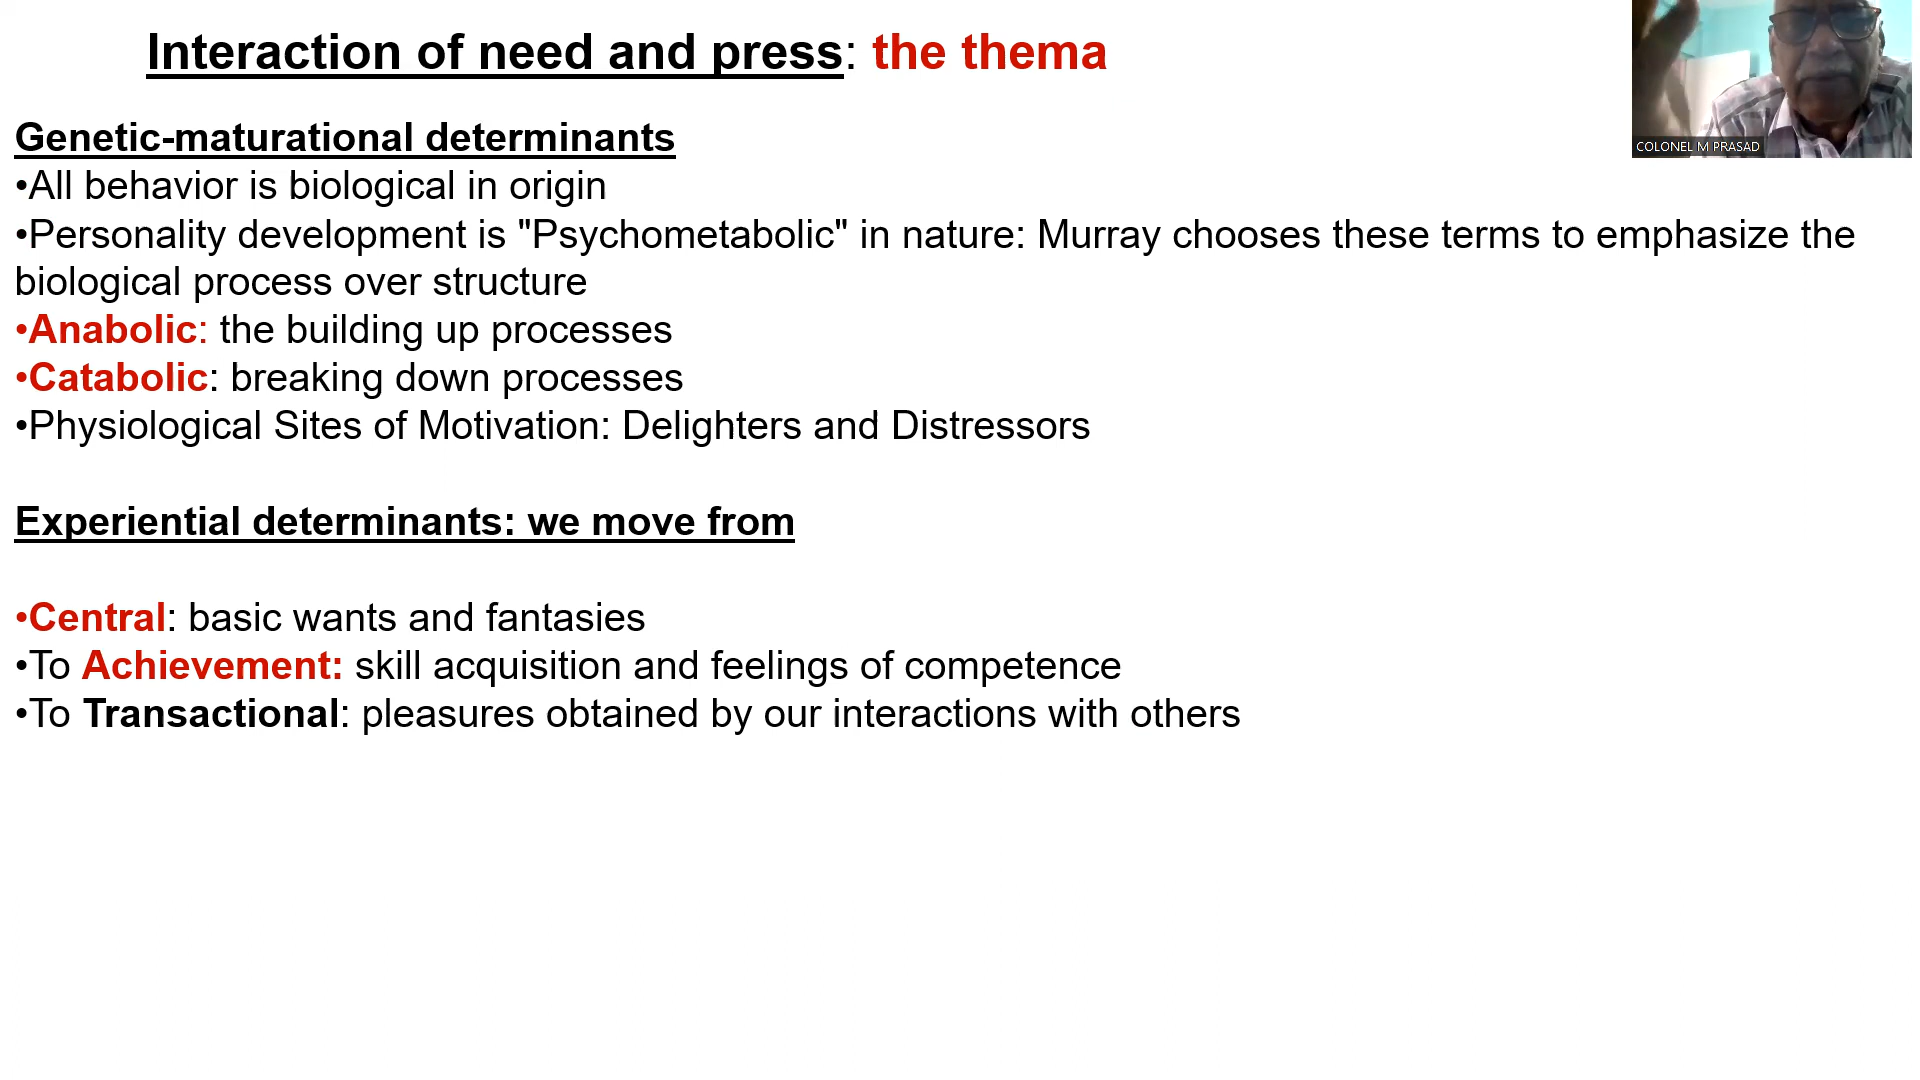 Interaction of need and press: the thema
COLONEL M PRASAD
Genetic-maturational determinants
•All behavior is biological in origin
•Personality development is "Psychometabolic" in nature: Murray chooses these terms to emphasize the
biological process over structure
•Anabolic: the building up processes
•Catabolic: breaking down processes
•Physiological Sites of Motivation: Delighters and Distressors
Experiential determinants: we move from
•Central: basic wants and fantasies
•To Achievement: skill acquisition and feelings of competence
•To Transactional: pleasures obtained by our interactions with others